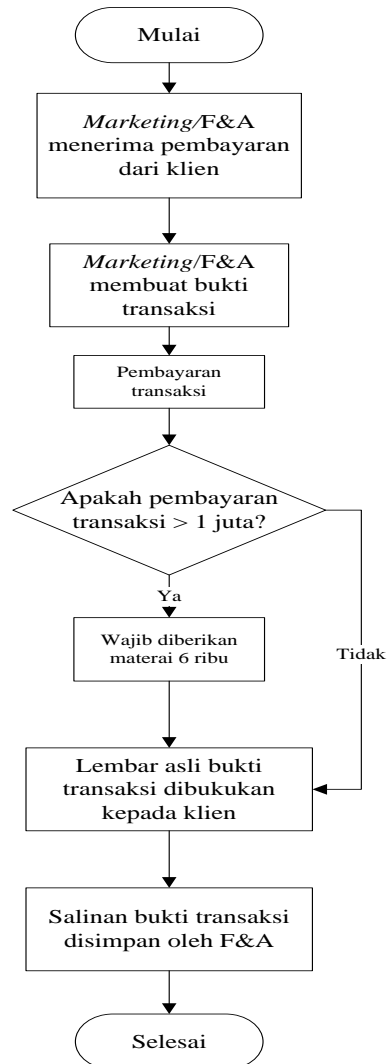 Mulai
Marketing/F&A
menerima pembayaran
dari klien
Marketing/F&A
membuat bukti
transaksi
Pembayaran
transaksi
Apakah pembayaran
transaksi > 1 juta?
Ya
Wajib diberikan
materai 6 ribu
Tidak
Lembar asli bukti
transaksi dibukukan
kepada klien
Salinan bukti transaksi
disimpan oleh F&A
Selesai